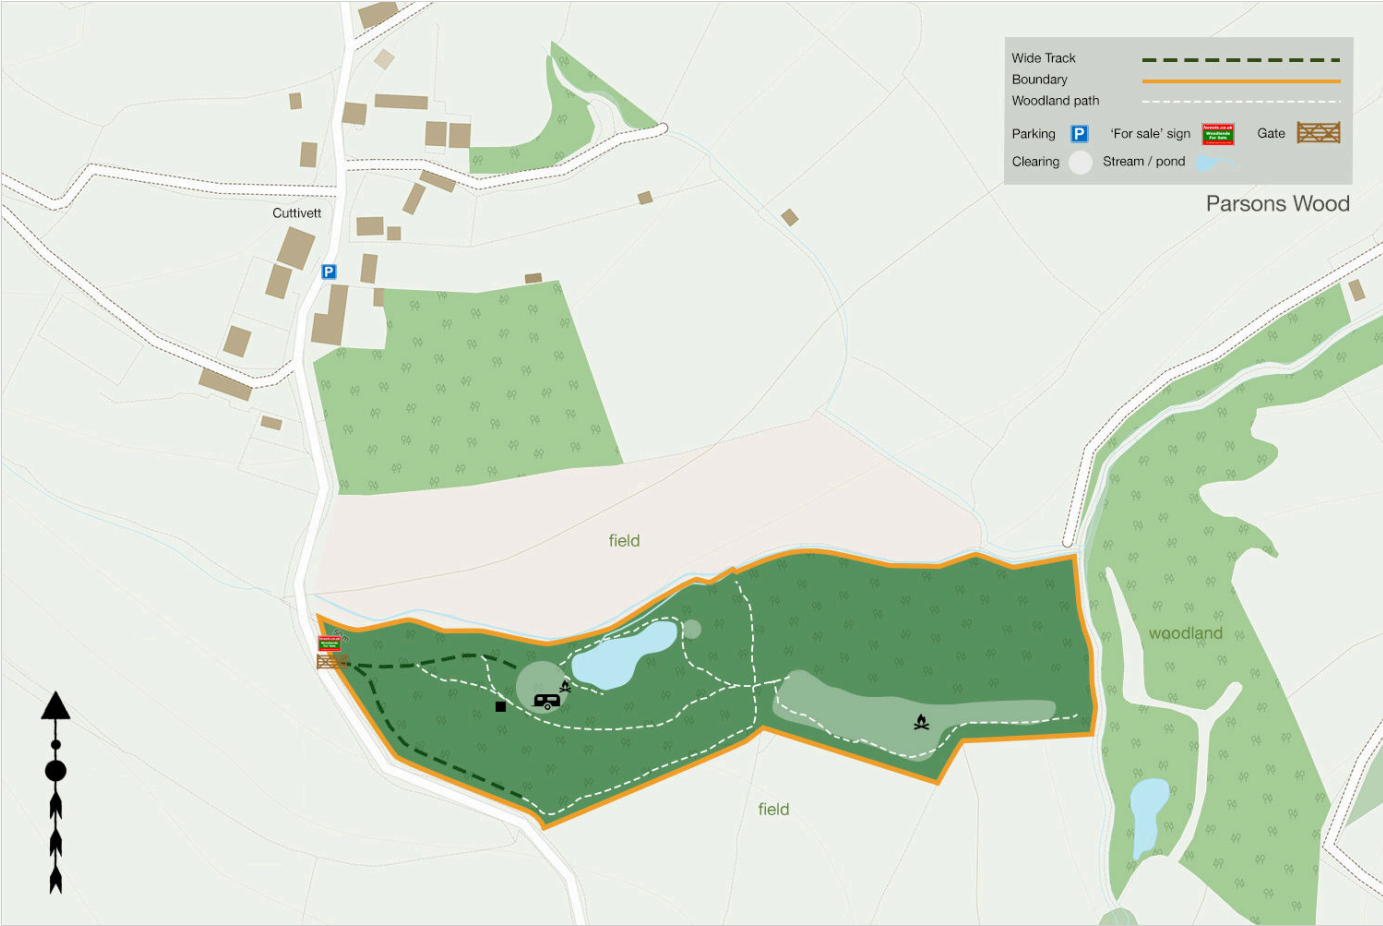 Wide Track
Boundary
Woodland path
Parking P 'For sale' sign Gate
Clearing Stream / pond
Parsons Wood
Cuttivett
P
field
woodland
field